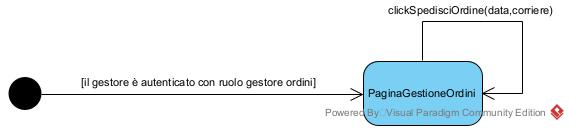 clickSpedisciOrdine(data,corriere)
[il gestore è autenticato con ruolo gestore ordini]
PaginaGestioneOrdini
Powered By Visual Paradigm Community Edition